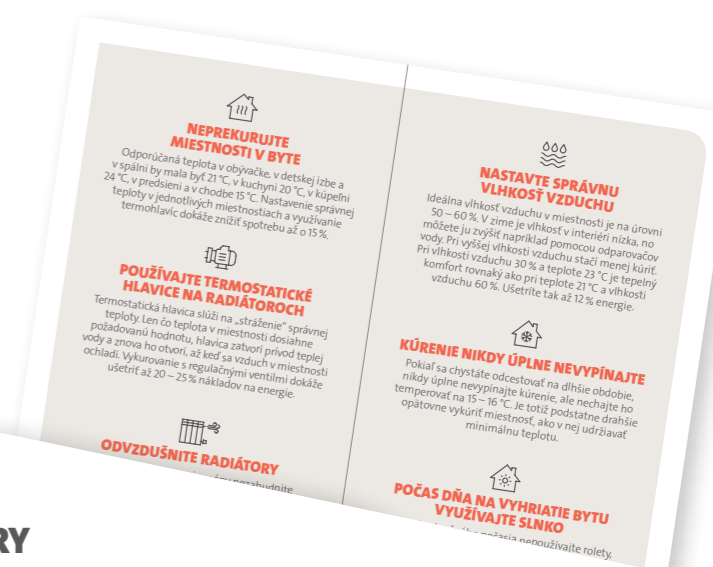 NEPREKURUJTE
MIESTNOSTI V BYTE
Odporúčaná teplota v obývačke, v detskej izbe a
v spálni by mala byť 21 °C, v kuchyni 20 °C, v kúpeľni
24 °C, v predsieni a v chodbe 15 °C. Nastavenie správnej
teploty v jednotlivých miestnostiach a využívanie
termohlavíc dokáže znížiť spotrebu až o 15 %.
POUŽÍVAJTE TERMOSTATICKÉ
HLAVICE NA RADIÁTOROCH
Termostatická hlavica slúži na „stráženie“ správnej
teploty. Len čo teplota v miestnosti dosiahne
požadovanú hodnotu, hlavica zatvorí prívod teplej
vody a znova ho otvorí, až keď sa vzduch v miestnosti
ochladí. Vykurovanie s regulačnými ventilmi dokáže
ušetriť až 20 – 25 % nákladov na energie.
ODVZDUŠNITE RADIÁTORY
nezabudnite
NASTAVTE SPRÁVNU
VLHKOSŤ VZDUCHU
Ideálna vlhkosť vzduchu v miestnosti je na úrovni
50 – 60 %. V zime je vlhkosť v interiéri nízka, no
môžete ju zvýšiť napríklad pomocou odparovačov
vody. Pri vyššej vlhkosti vzduchu stačí menej kúriť.
Pri vlhkosti vzduchu 30 % a teplote 23 °C je tepelný
komfort rovnaký ako pri teplote 21 °C a vlhkosti
vzduchu 60 %. Ušetríte tak až 12 % energie.
KÚRENIE NIKDY ÚPLNE NEVYPÍNAJTE
Pokiaľ sa chystáte odcestovať na dlhšie obdobie,
nikdy úplne nevypínajte kúrenie, ale nechajte ho
temperovať na 15 – 16 °C. Je totiž podstatne drahšie
opätovne vykúriť miestnosť, ako v nej udržiavať
minimálnu teplotu.
POČAS DŇA NA VYHRIATIE BYTU
VYUŽÍVAJTE SLNKO
počasia nepoužívajte rolety,
RY